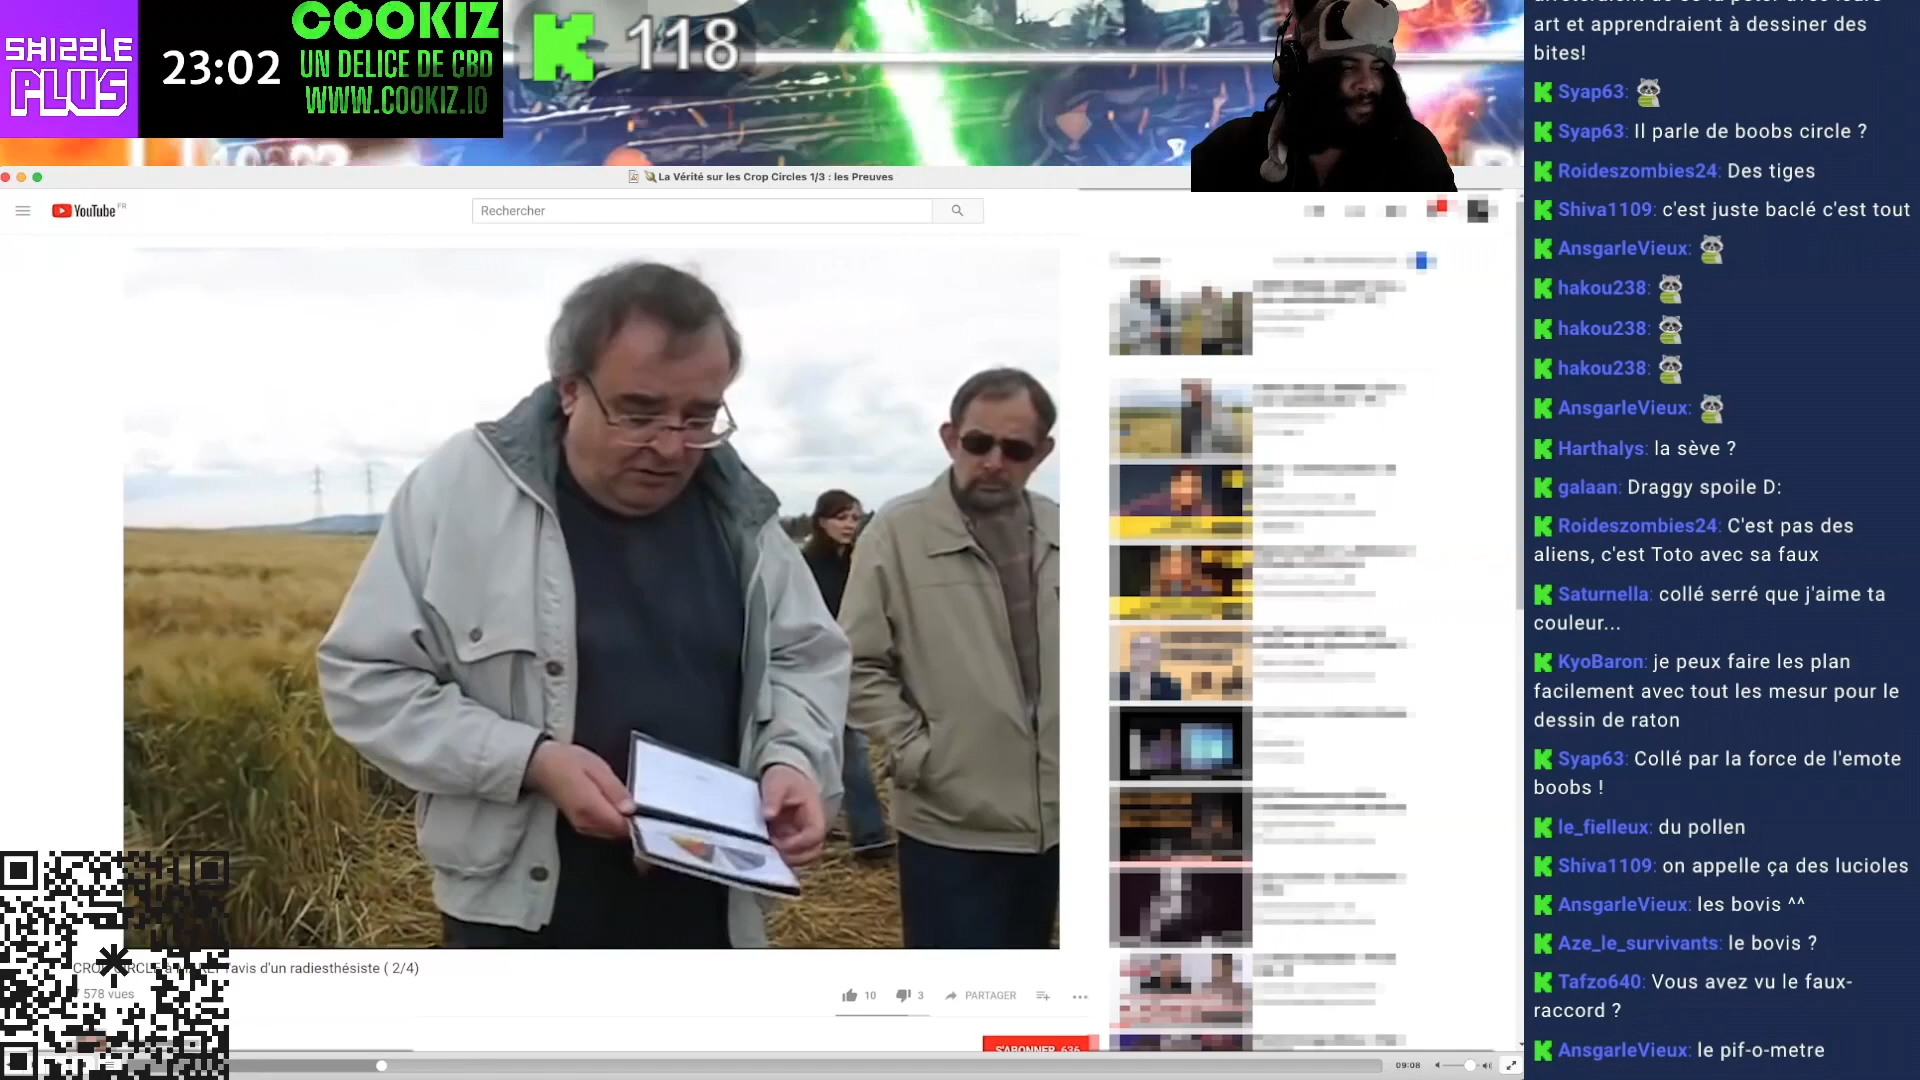 SHIZZLE
PLUS
23:02
COOKIZ
UN DELICE DE CBD
WWW.COOKIZ.IO
118
La Vérité sur les Crop Circles 1/3 : les Preuves
YouTube FR
Rechercher
l'avis d'un radiesthésiste ( 2/4)
578 vues
10
3
PARTAGER
S'ABONNER 636
09:08
art et apprendraient à dessiner des
bites!
Syap63:
Syap63: Il parle de boobs circle ?
Roideszombies24: Des tiges
Shiva1109: c'est juste baclé c'est tout
AnsgarleVieux:
hakou238:
hakou238:
hakou238:
AnsgarleVieux:
Harthalys: la sève ?
galaan: Draggy spoile D:
Roideszombies24: C'est pas des
aliens, c'est Toto avec sa faux
Saturnella: collé serré que j'aime ta
couleur...
KyoBaron: je peux faire les plan
facilement avec tout les mesur pour le
dessin de raton
Syap63: Collé par la force de l'emote
boobs !
le_fielleux: du pollen
Shiva1109: on appelle ça des lucioles
AnsgarleVieux: les bovis ^^
Aze_le_survivants: le bovis ?
Tafzo640: Vous avez vu le faux-
raccord ?
AnsgarleVieux: le pif-o-metre